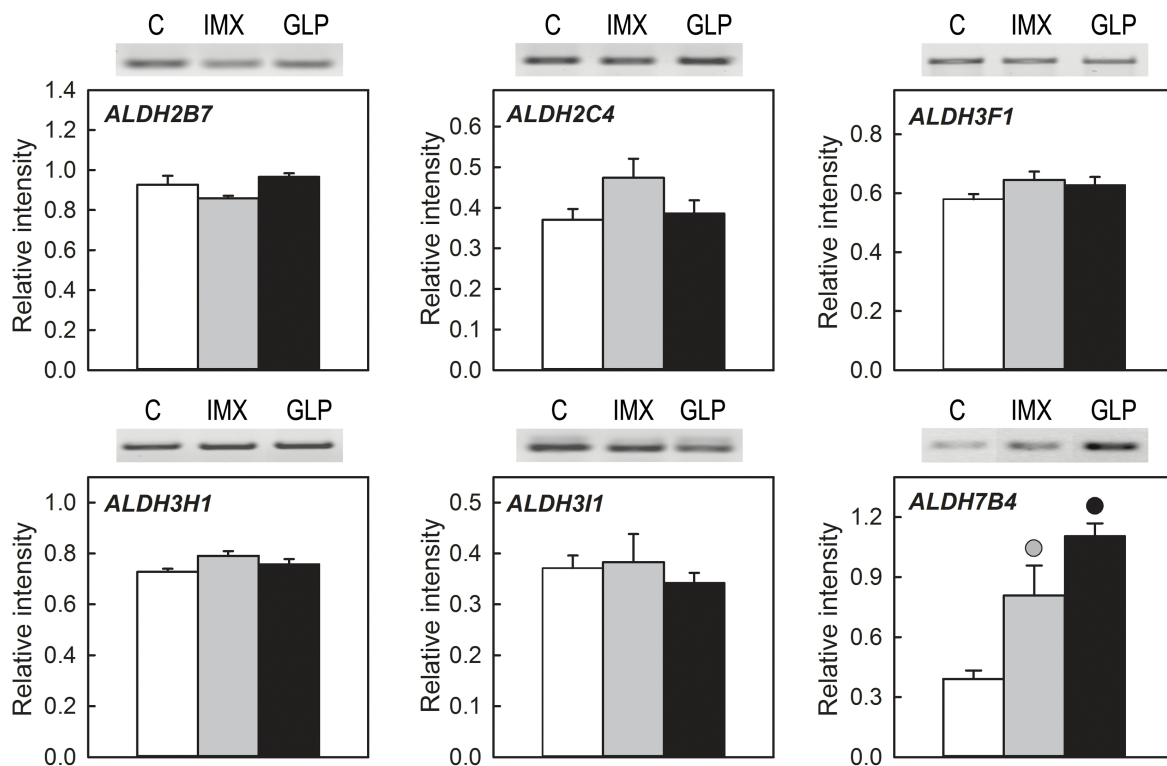 C IMX GLP
ALDH2B7
Relative intensity
1.4
1.2
1.0
0.8
0.6
0.4
0.2
0.0
C IMX GLP
ALDH2C4
Relative intensity
0.6
0.5
0.4
0.3
0.2
0.1
0.0
C IMX GLP
ALDH3F1
Relative intensity
0.8
0.6
0.4
0.2
0.0
C IMX GLP
ALDH3H1
Relative intensity
1.0
0.8
0.6
0.4
0.2
0.0
C IMX GLP
ALDH3I1
Relative intensity
0.5
0.4
0.3
0.2
0.1
0.0
C IMX GLP
ALDH7B4
Relative intensity
1.2
0.9
0.6
0.3
0.0